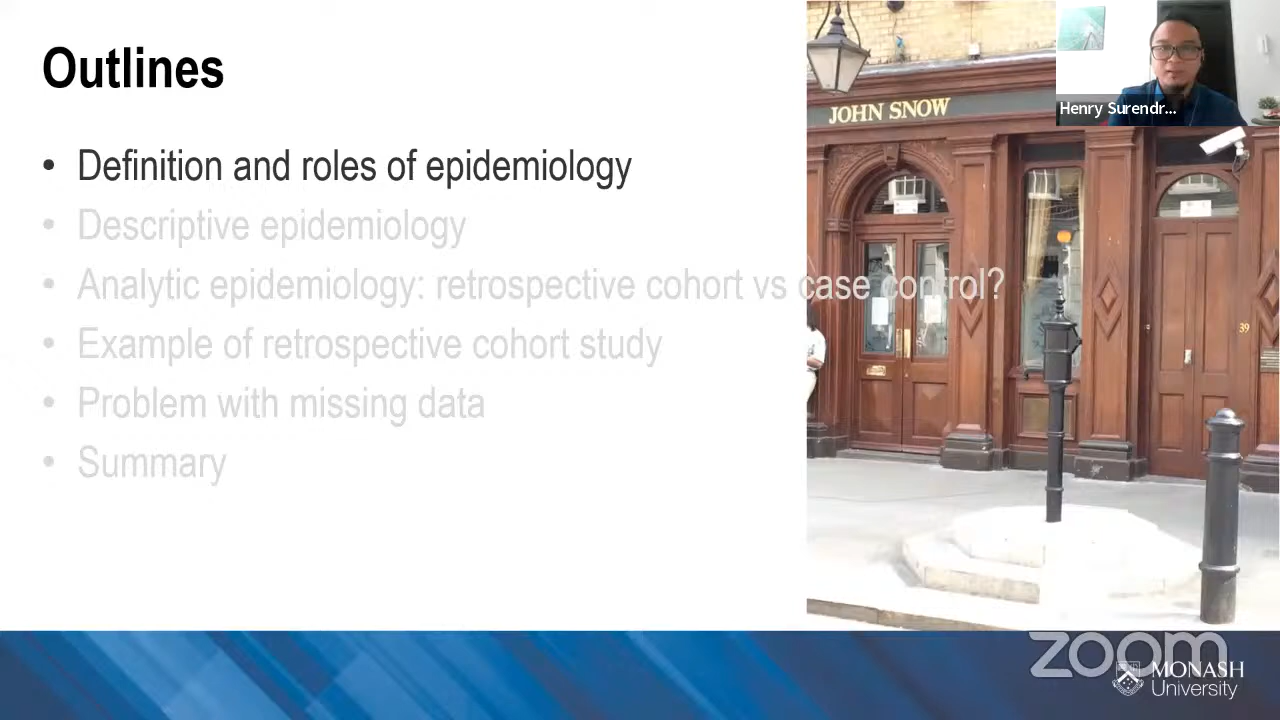 Outlines
• Definition and roles of epidemiology
• Descriptive epidemiology
• Analytic epidemiology: retrospective cohort vs case control?
• Example of retrospective cohort study
• Problem with missing data
• Summary
JOHN SNOW
Henry Surendr...
39
zoom
MONASH
University